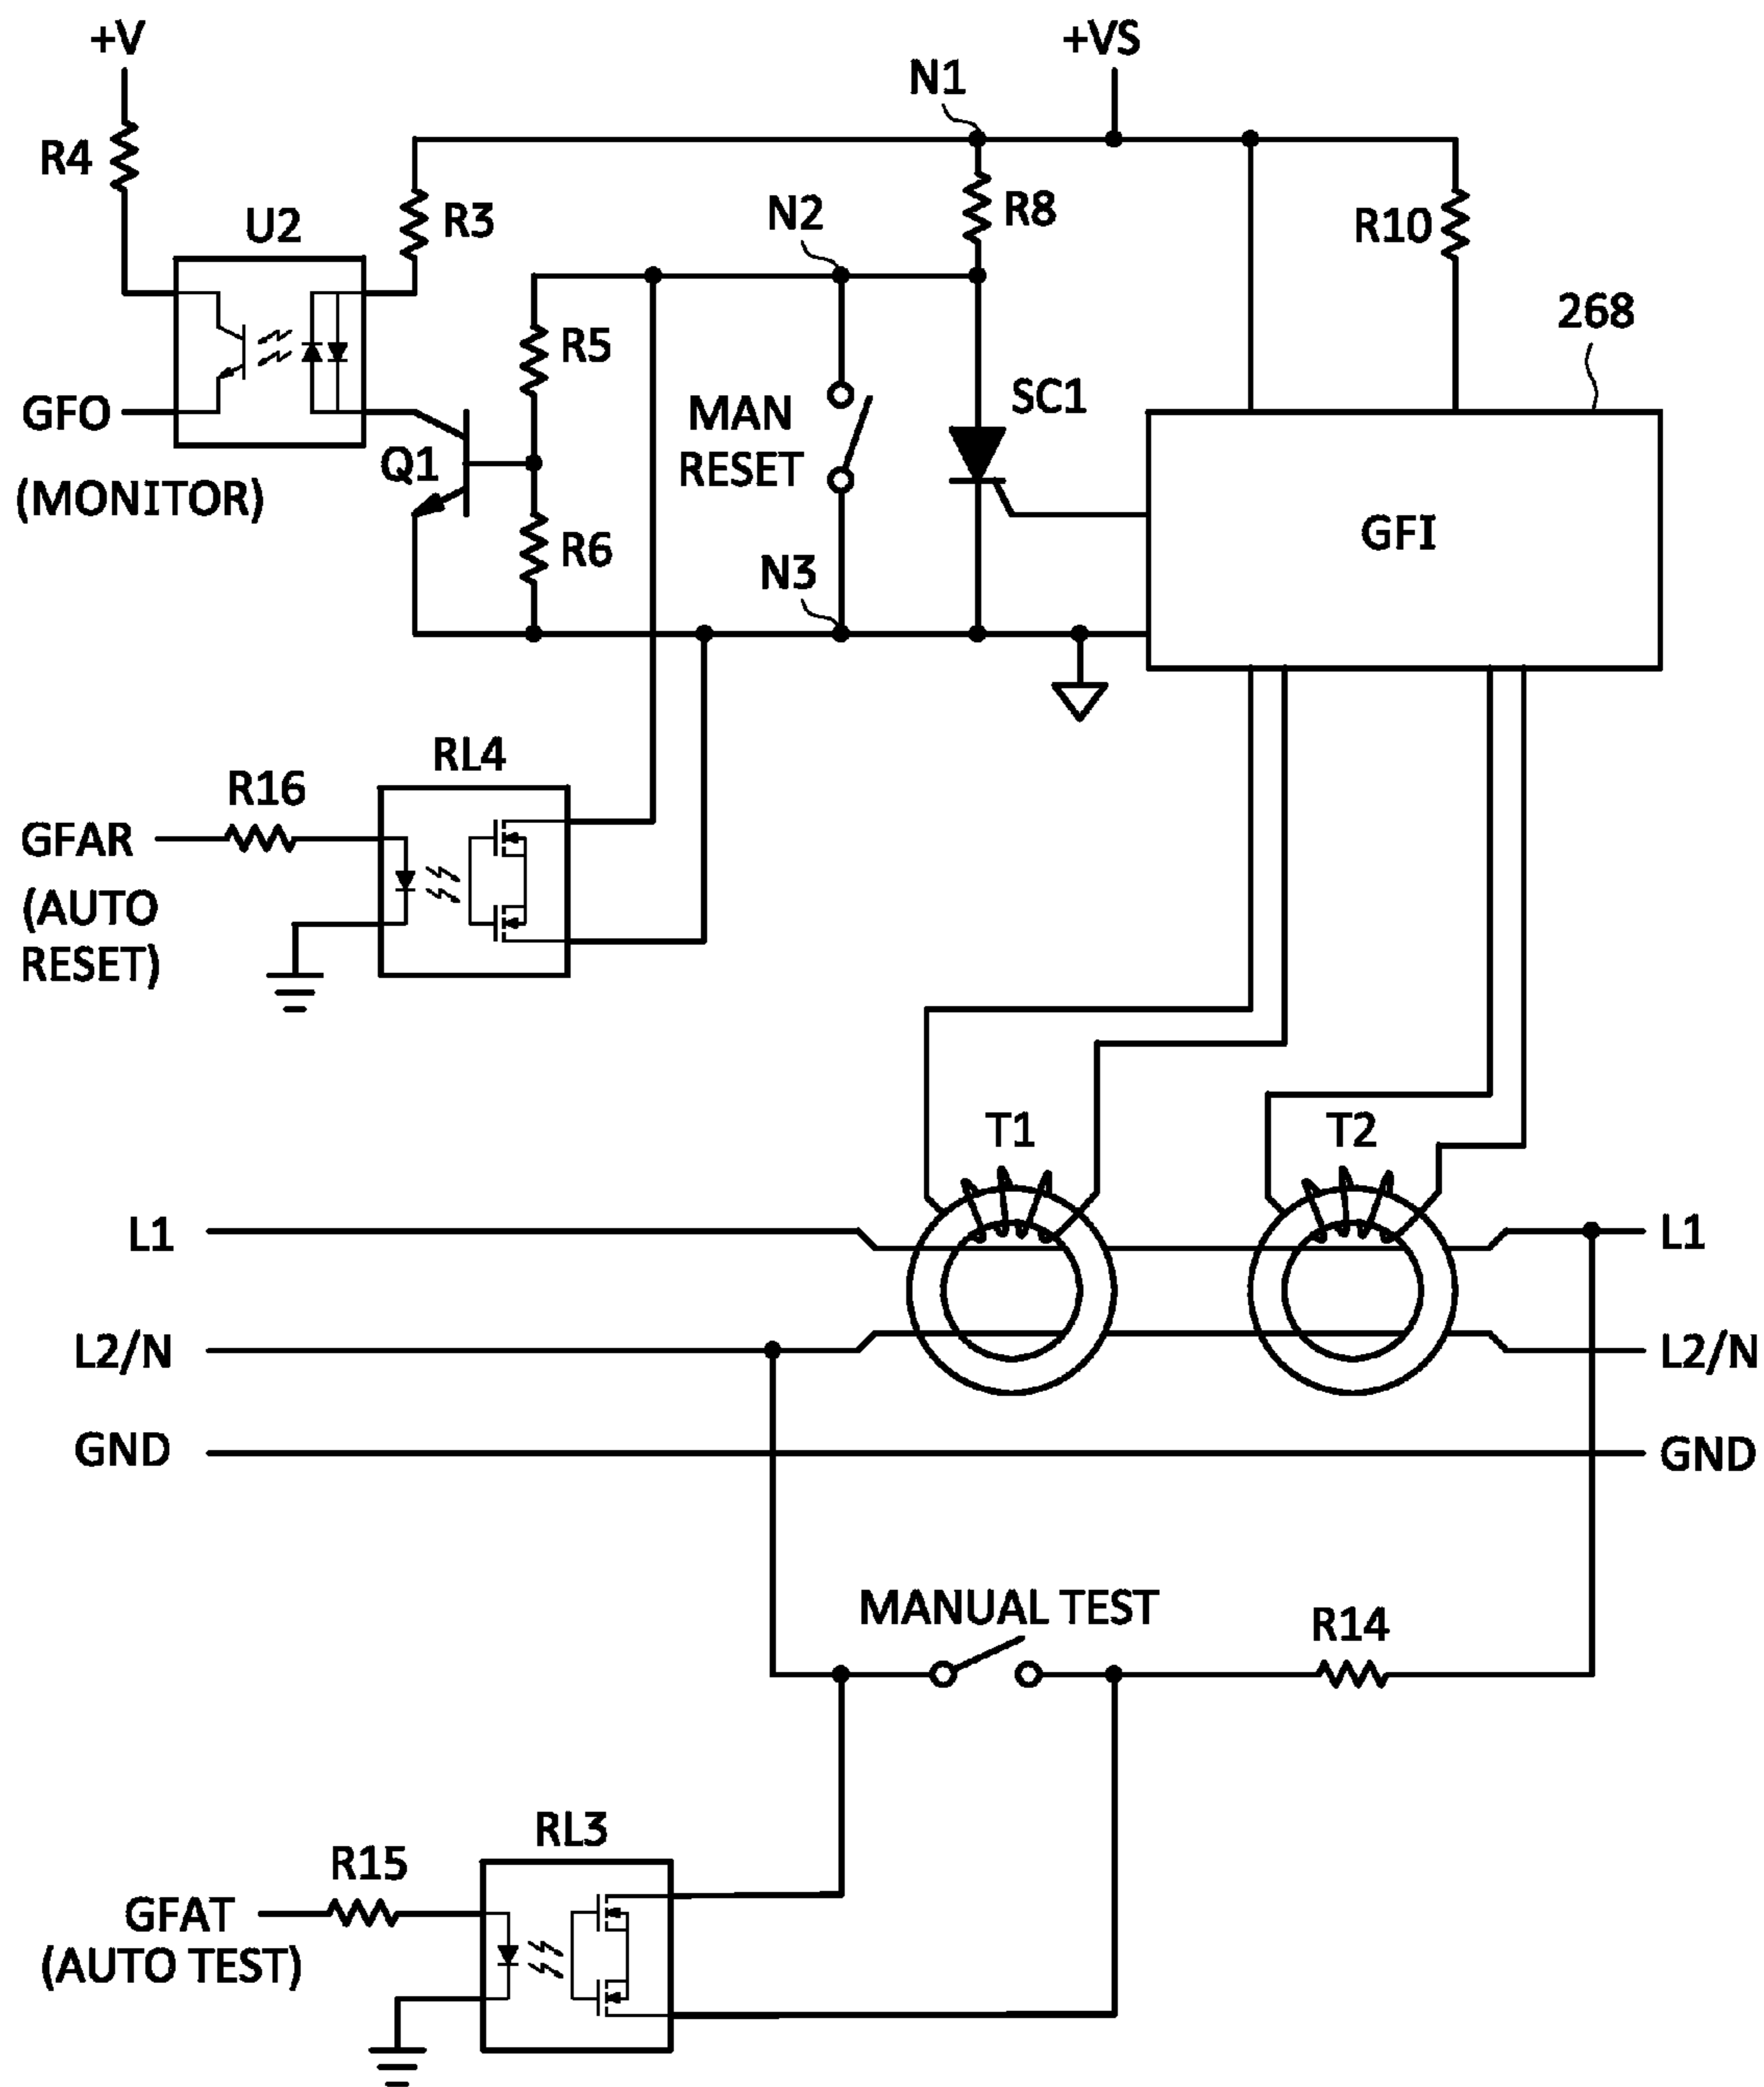 +V
+VS
N1
R4
U2
R3
N2
R8
R10
268
R5
SC1
GFO
(MONITOR)
Q1
MAN
RESET
GFI
R6
N3
RL4
R16
GFAR
(AUTO
RESET)
T1
T2
L1
L1
L2/N
L2/N
GND
GND
MANUAL TEST
R14
RL3
R15
GFAT
(AUTO TEST)